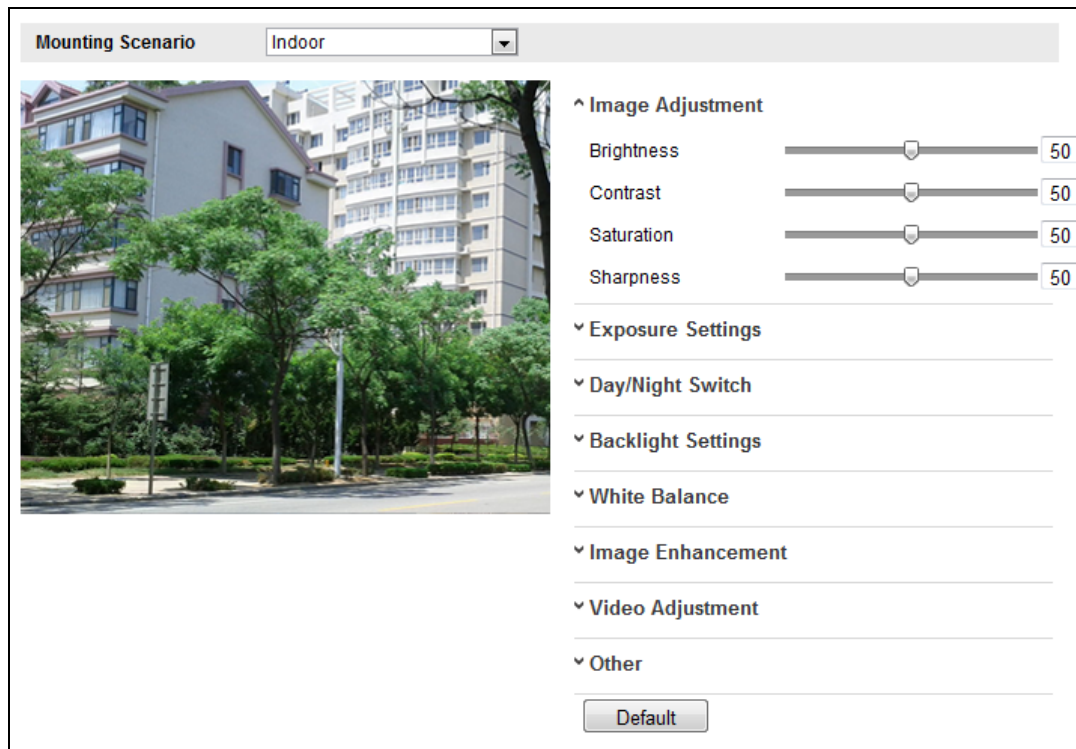 Mounting Scenario Indoor
Image Adjustment
Brightness 50
Contrast 50
Saturation 50
Sharpness 50
Exposure Settings
Day/Night Switch
Backlight Settings
White Balance
Image Enhancement
Video Adjustment
Other
Default